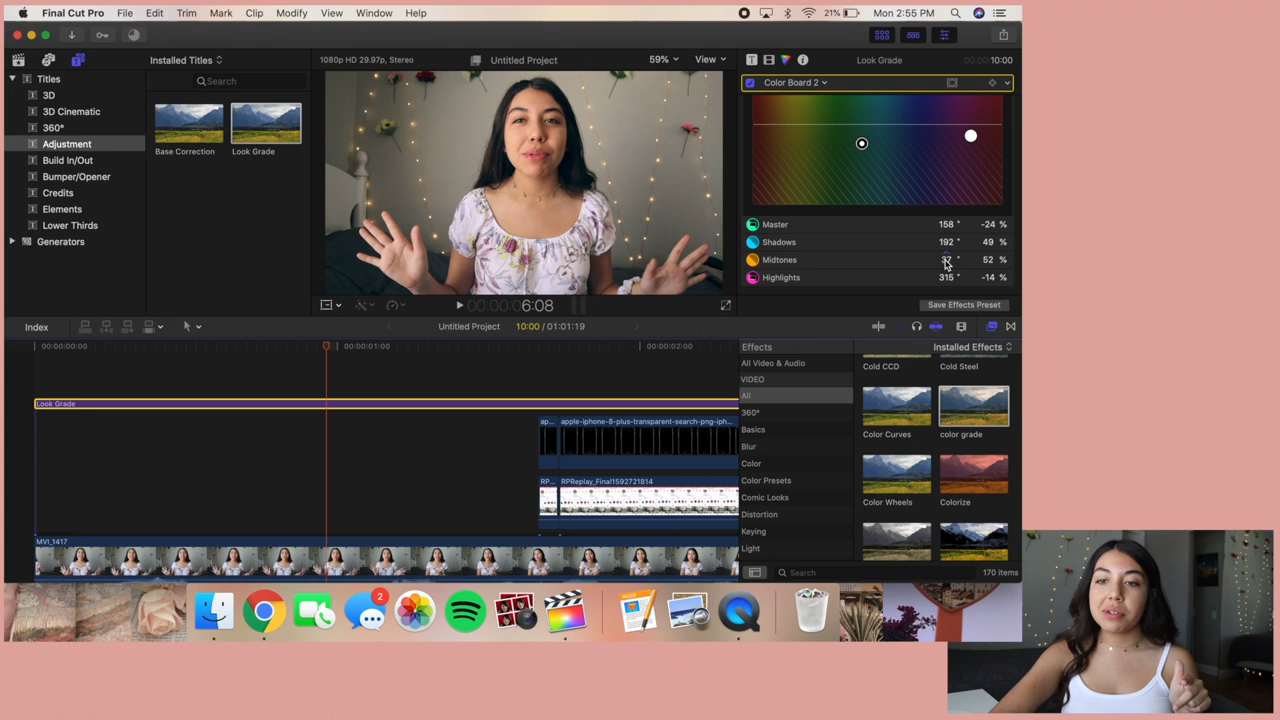 Final Cut Pro File Edit Trim Mark Clip Modify View Window Help 21% Mon 2:55 PM
Installed Titles
1080p HD 29.97p, Stereo Untitled Project 59% View
Look Grade 10:00
Titles
3D
3D Cinematic
360°
Adjustment
Build In/Out
Bumper/Opener
Credits
Elements
Lower Thirds
Generators
Search
Base Correction Look Grade
Color Board 2
Master 158 ° -24 %
Shadows 192 ° 49 %
Midtones ° 52 %
Highlights 315 ° -14 %
Save Effects Preset
00:00:00 6:08
Index Untitled Project 10:00 / 01:01:19
00:00:00:00 00:00:01:00 00:00:02:00
Look Grade
ap... apple-iphone-8-plus-transparent-search-png-iph...
RP... RPReplay_Final1592721814
MVI_1417
Effects Installed Effects
All Video & Audio
VIDEO
All
360°
Basics
Blur
Color
Color Presets
Comic Looks
Distortion
Keying
Light
Cold CCD Cold Steel
Color Curves color grade
Color Wheels Colorize
Search 170 items
2